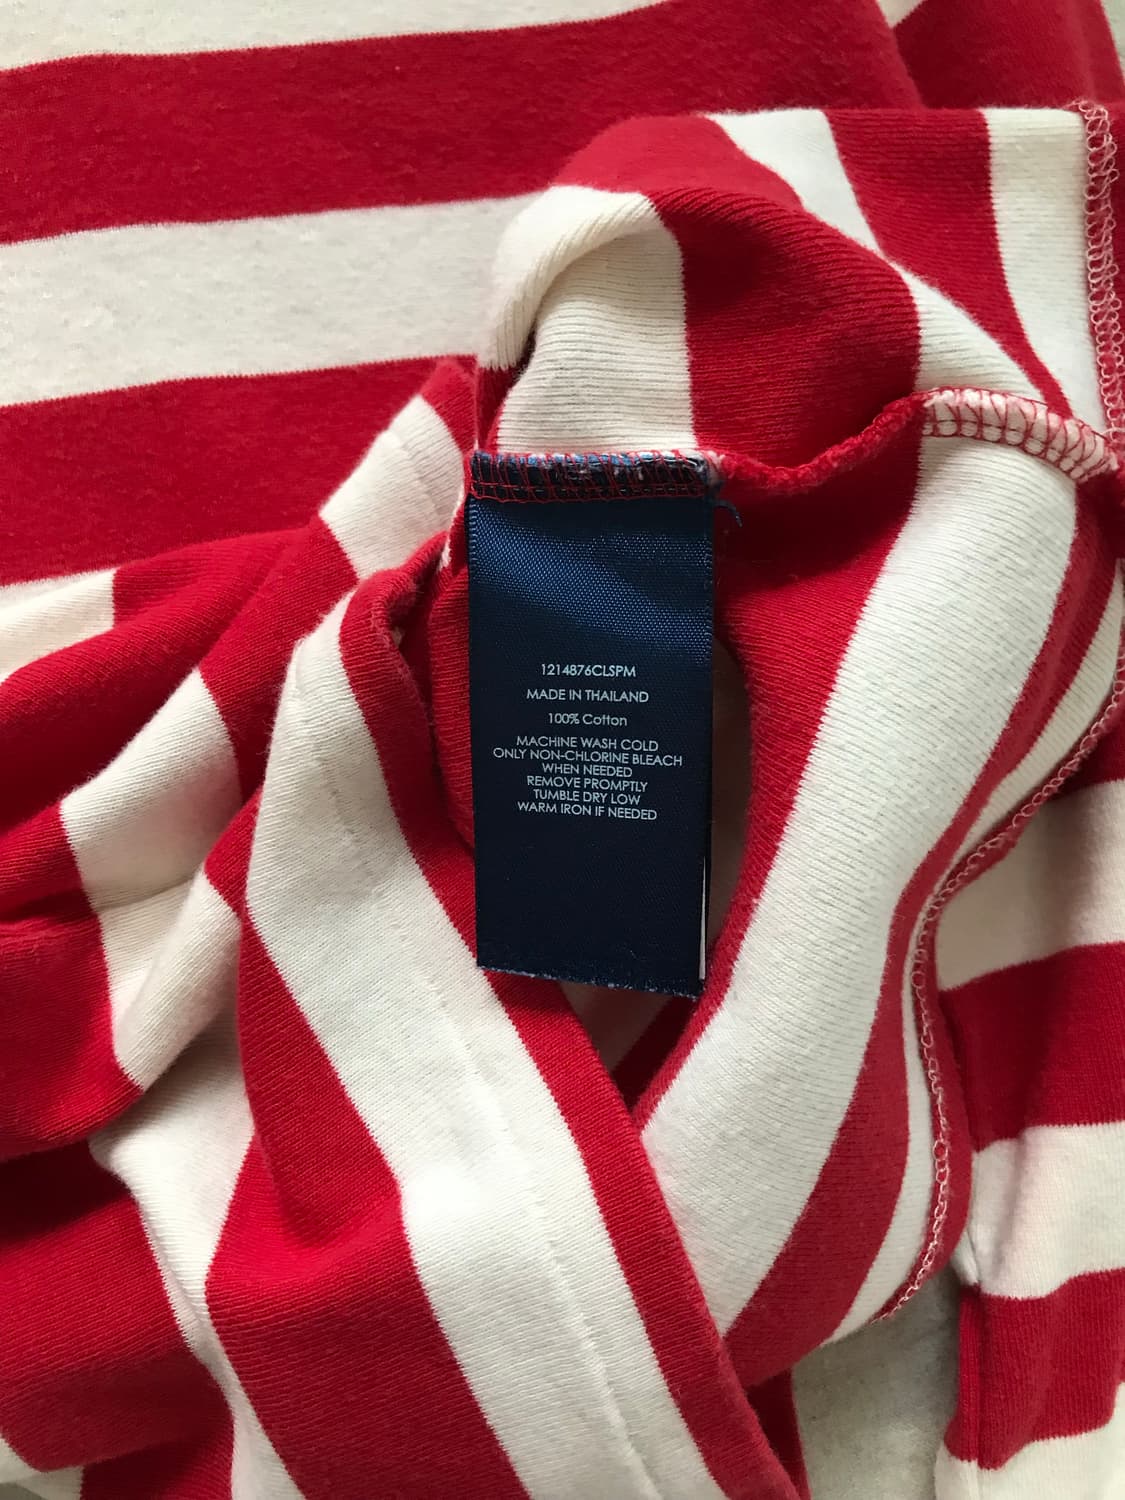 1214876CLSPM
MADE IN THAILAND
100% Cotton
MACHINE WASH COLD
ONLY NON-CHLORINE BLEACH
WHEN NEEDED
REMOVE PROMPTLY
TUMBLE DRY LOW
WARM IRON IF NEEDED